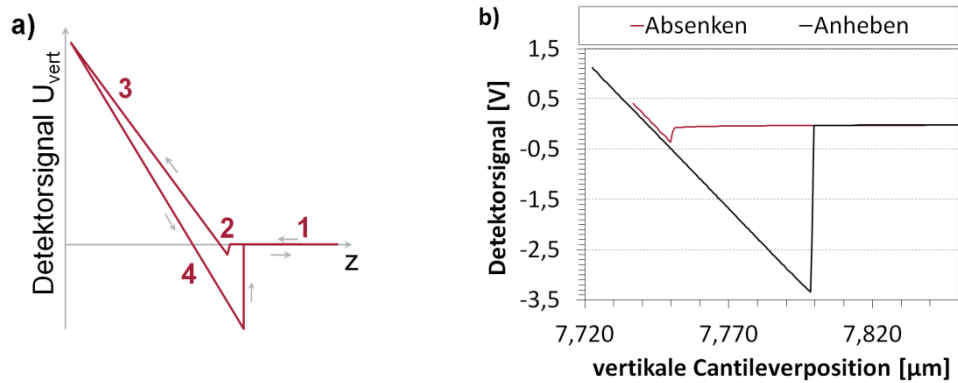 a)
Detektorsignal Uvert
3
2
1
4
z
b)
Absenken
Anheben
Detektorsignal [V]
1,5
0,5
-0,5
-1,5
-2,5
-3,5
7,720
7,770
7,820
vertikale Cantileverposition [µm]